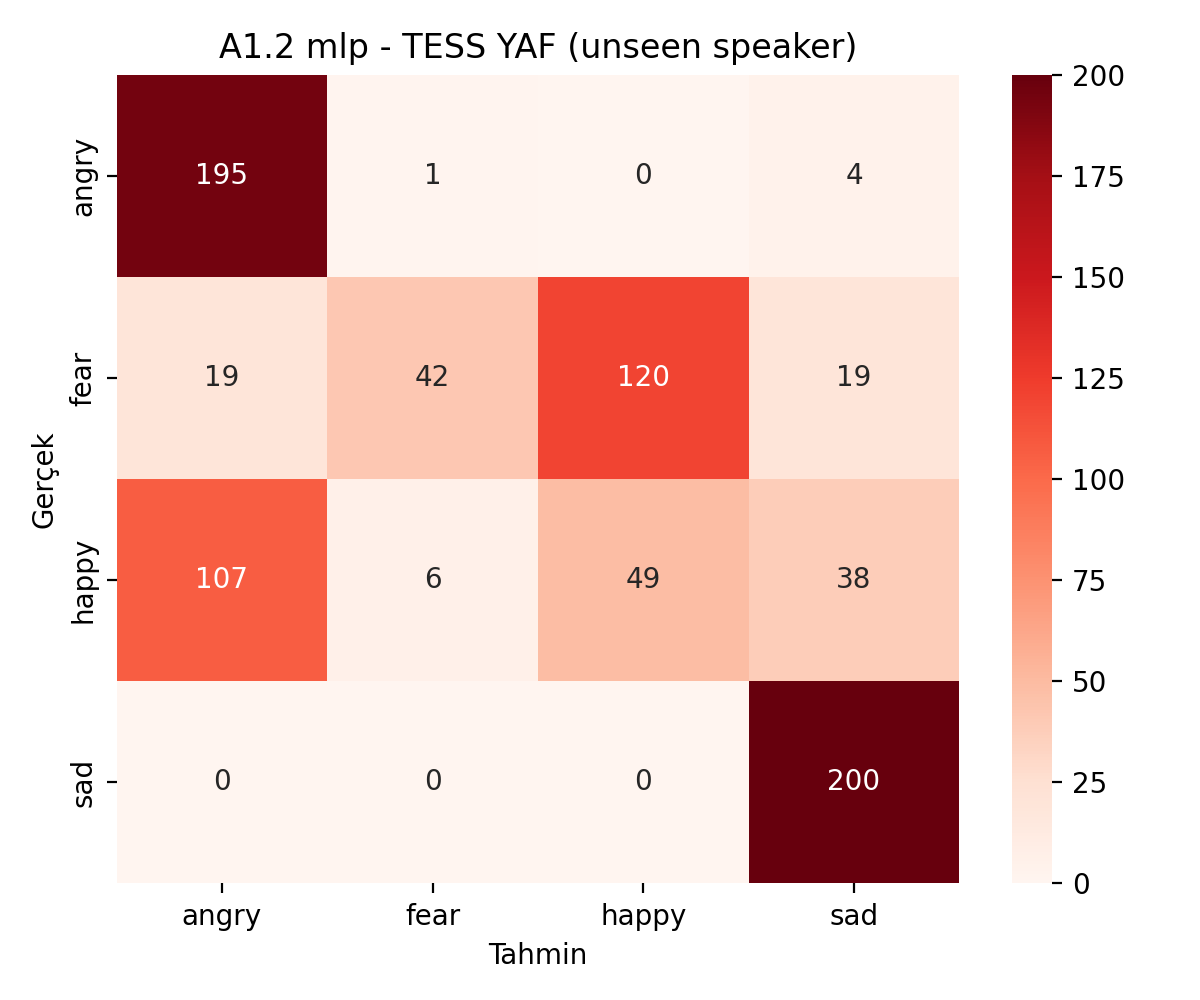 A1.2 mlp - TESS YAF (unseen speaker)
Gerçek
angry 195 1 0 4
fear 19 42 120 19
happy 107 6 49 38
sad 0 0 0 200
angry fear happy sad
Tahmin
200
175
150
125
100
75
50
25
0